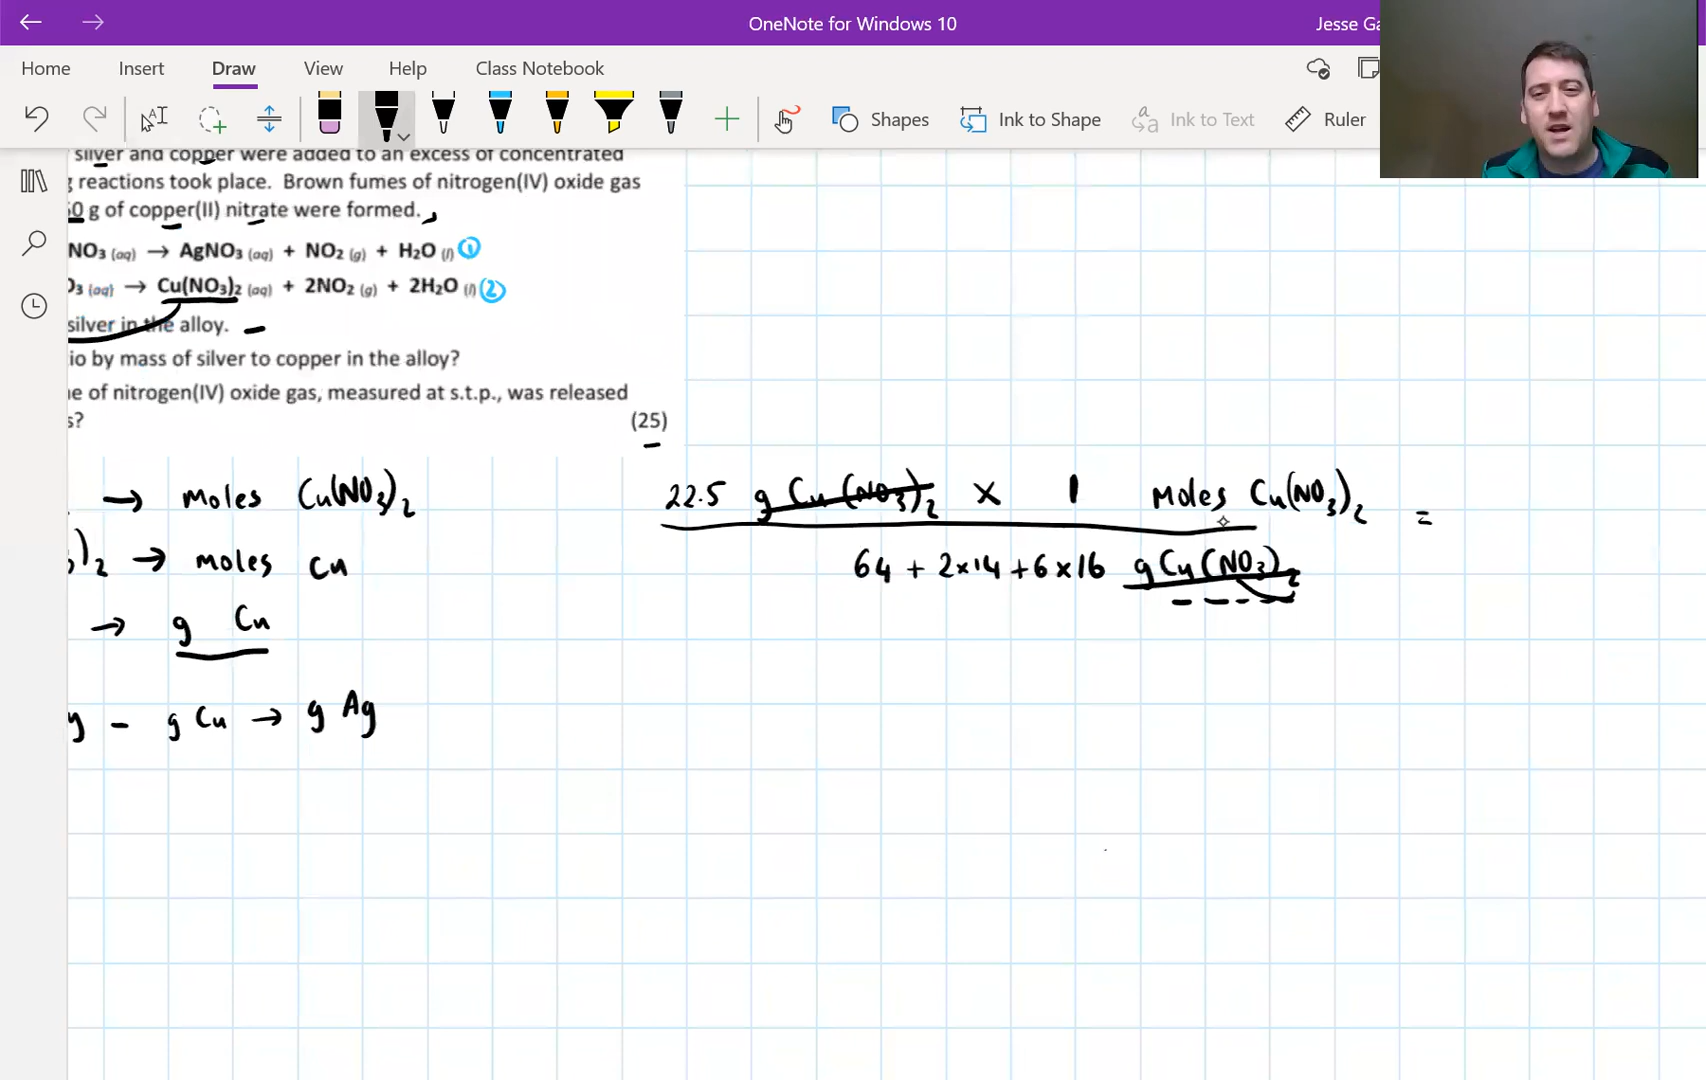 OneNote for Windows 10
Jesse Ga
Home Insert Draw View Help Class Notebook
Shapes Ink to Shape Ink to Text Ruler
silver and copper were added to an excess of concentrated
g reactions took place. Brown fumes of nitrogen(IV) oxide gas
50 g of copper(II) nitrate were formed.
NO₃ (aq) → AgNO₃ (aq) + NO₂ (g) + H₂O (l) ①
O₃ (aq) → Cu(NO₃)₂ (aq) + 2NO₂ (g) + 2H₂O (l) ②
silver in the alloy.
io by mass of silver to copper in the alloy?
e of nitrogen(IV) oxide gas, measured at s.t.p., was released
s?
(25)
→ Moles Cu(NO₃)₂
)₂ → moles Cu
→ g Cu
y - g Cu → g Ag
22.5 g Cu(NO₃)₂ x 1 Moles Cu(NO₃)₂ =
64 + 2x14 + 6x16 g Cu(NO₃)₂